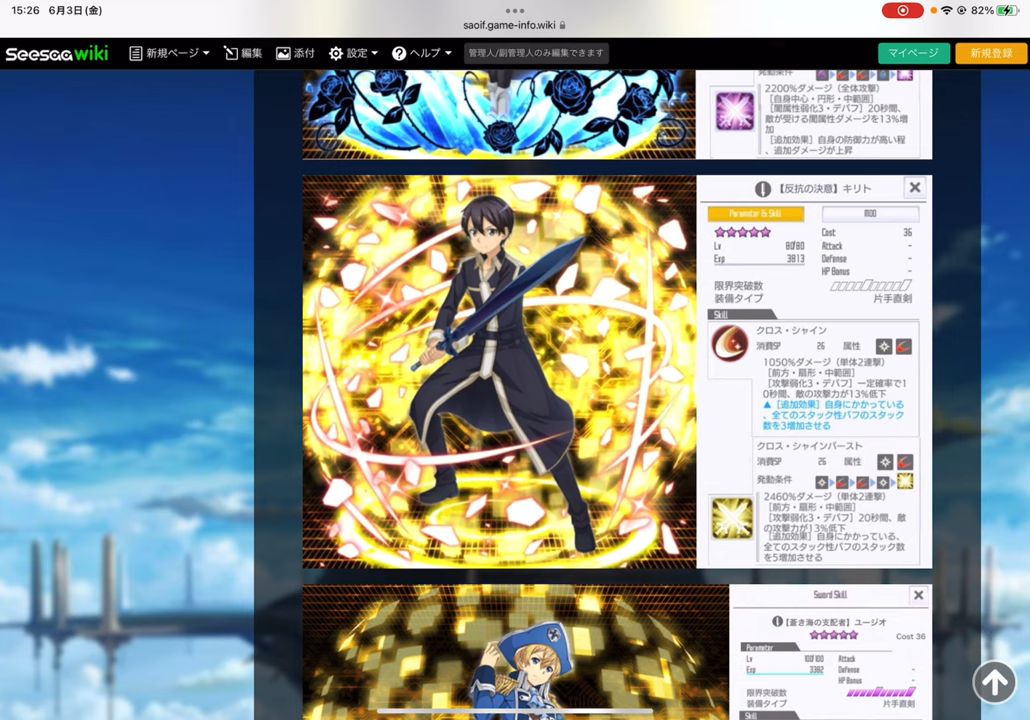 15:26 6月3日(金)
saoif.game-info.wiki
82%
Seesaa wiki
新規ページ
編集
添付
設定
ヘルプ
管理人/副管理人のみ編集できます
マイページ
新規登録
発動条件
2200%ダメージ（全体攻撃）
［自身中心・円形・中範囲］
［闇属性弱化3・デバフ］20秒間、
敵が受ける闇属性ダメージを13%増
加
［追加効果］自身の防御力が高い程
、追加ダメージが上昇
【反抗の決意】キリト
Parameter & Skill
MOD
Cost 36
Lv 80/80
Attack -
Exp 3813
Defense -
HP Bonus -
限界突破数
装備タイプ 片手直剣
Skill
クロス・シャイン
消費SP 26 属性
1050%ダメージ（単体2連撃）
［前方・扇形・中範囲］
［攻撃弱化3・デバフ］一定確率で1
0秒間、敵の攻撃力が13%低下
▲［追加効果］自身にかかっている
、全てのスタック性バフのスタック
数を3増加させる
クロス・シャインバースト
消費SP 26 属性
発動条件
2460%ダメージ（単体2連撃）
［前方・扇形・中範囲］
［攻撃弱化3・デバフ］20秒間、敵
の攻撃力が13%低下
［追加効果］自身にかかっている、
全てのスタック性バフのスタック数
を5増加させる
Sword Skill
【蒼き海の支配者】ユージオ
Cost 36
Parameter
Lv 100/100
Attack -
Exp 3382
Defense -
HP Bonus -
限界突破数
装備タイプ 片手直剣
Skill